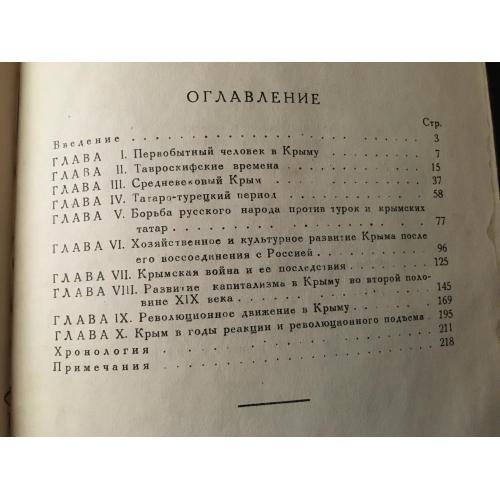 ОГЛАВЛЕНИЕ
Стр.
Введение . . . . . . . . . . . . . . . . 3
ГЛАВА I. Первобытный человек в Крыму . . . . . . 7
ГЛАВА II. Тавроскифские времена . . . . . . . . 15
ГЛАВА III. Средневековый Крым . . . . . . . . . 37
ГЛАВА IV. Татаро-турецкий период . . . . . . . . 58
ГЛАВА V. Борьба русского народа против турок и крымских
татар . . . . . . . . . . . . . 77
ГЛАВА VI. Хозяйственное и культурное развитие Крыма после
его воссоединения с Россией . . . . . . . 96
ГЛАВА VII. Крымская война и ее последствия . . . . . 125
ГЛАВА VIII. Развитие капитализма в Крыму во второй поло-
вине XIX века . . . . . . . . . . 145
ГЛАВА IX. Революционное движение в Крыму . . . . . 169
ГЛАВА X. Крым в годы реакции и революционного подъема . 195
Хронология . . . . . . . . . . . . . . . 211
Примечания . . . . . . . . . . . . . . . 218